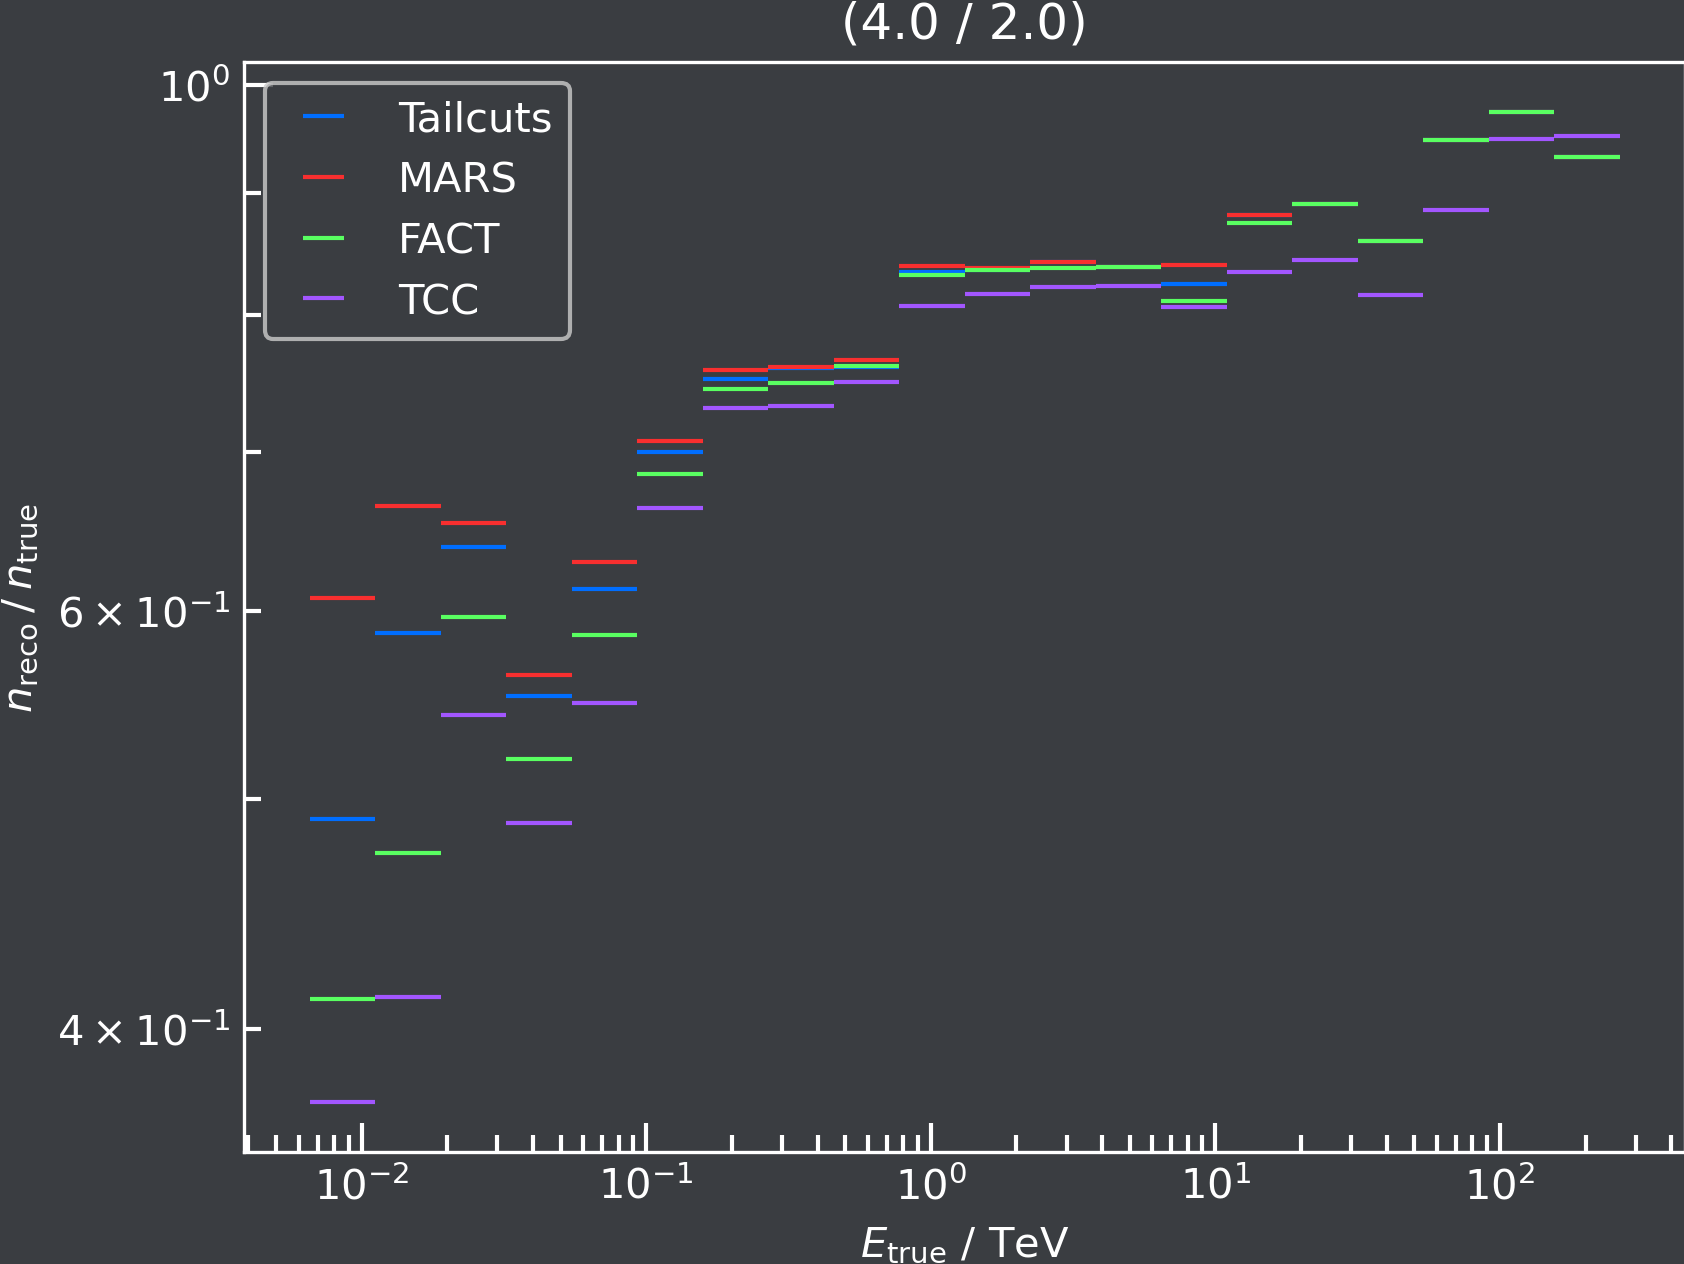 (4.0 / 2.0)
10⁰
Tailcuts
MARS
FACT
TCC
6 × 10⁻¹
4 × 10⁻¹
n_reco / n_true
10⁻² 10⁻¹ 10⁰ 10¹ 10²
E_true / TeV